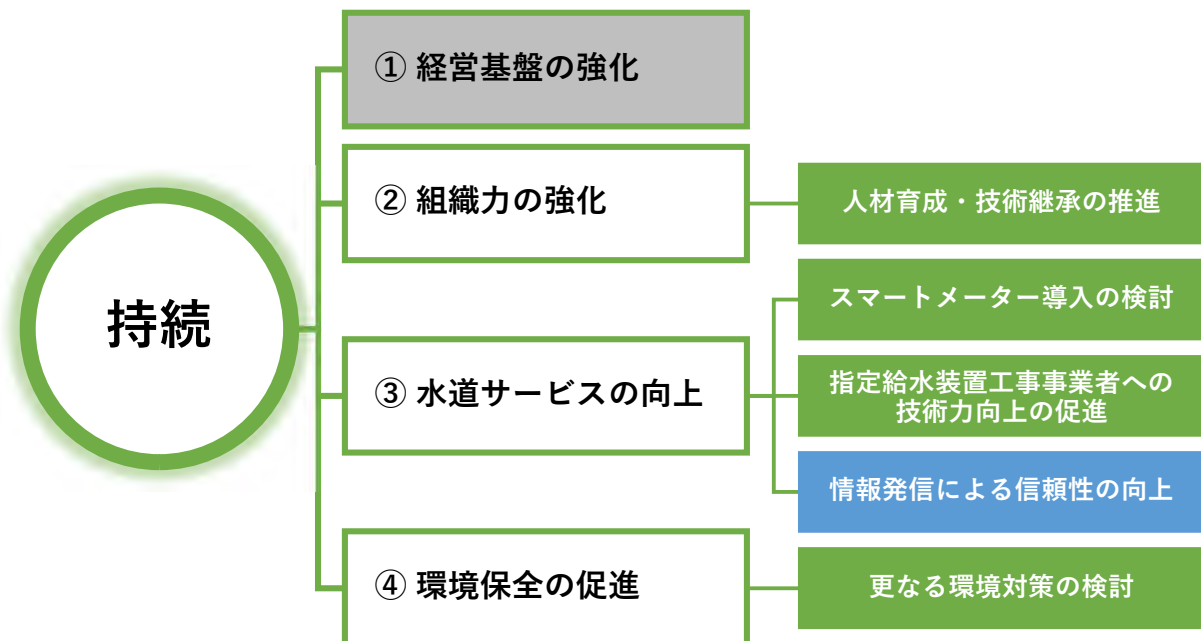 持続
① 経営基盤の強化
② 組織力の強化
人材育成・技術継承の推進
③ 水道サービスの向上
スマートメーター導入の検討
指定給水装置工事事業者への
技術力向上の促進
情報発信による信頼性の向上
④ 環境保全の促進
更なる環境対策の検討